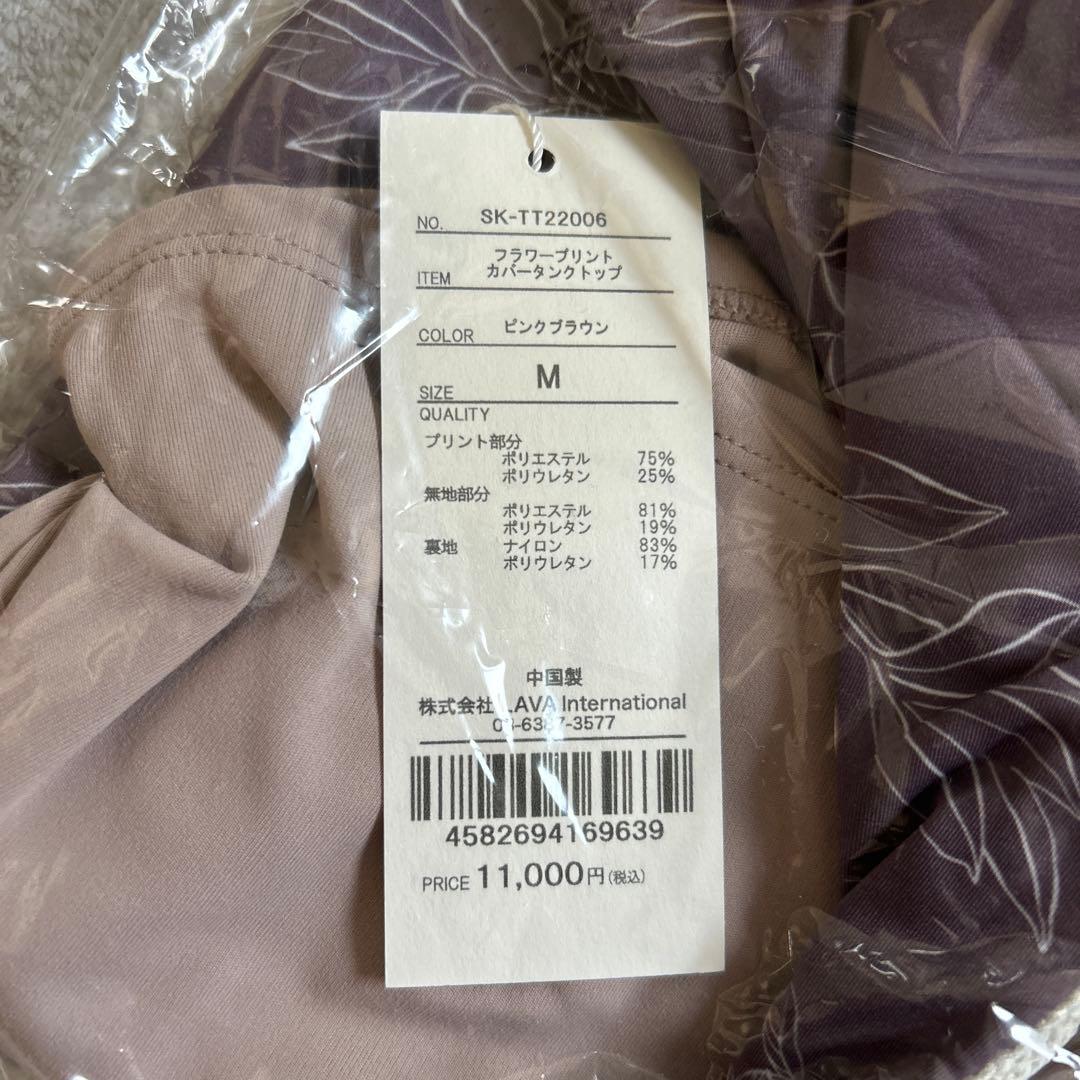 NO. SK-TT22006
フラワープリント
ITEM カバータンクトップ
COLOR ピンクブラウン
SIZE M
QUALITY
プリント部分
ポリエステル 75%
ポリウレタン 25%
無地部分
ポリエステル 81%
ポリウレタン 19%
裏地 ナイロン 83%
ポリウレタン 17%
中国製
株式会社 LAVA International
03-6387-3577
4582694169639
PRICE 11,000円(税込)